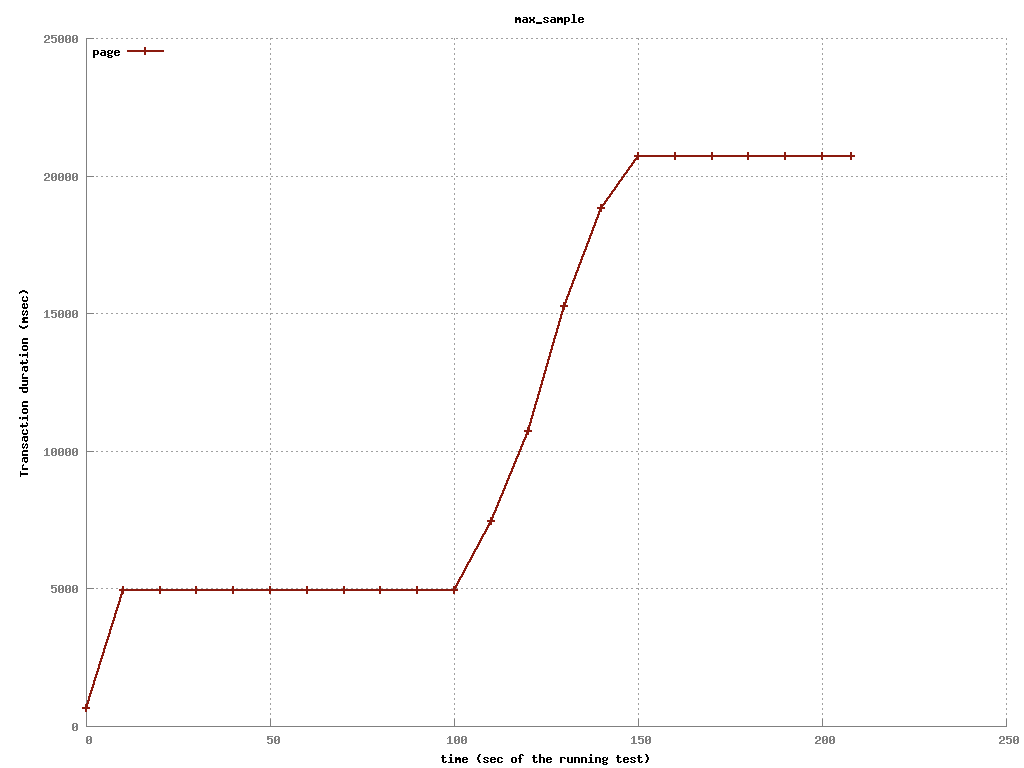 max_sample
25000
page
20000
15000
10000
5000
0
Transaction duration (msec)
0 50 100 150 200 250
time (sec of the running test)